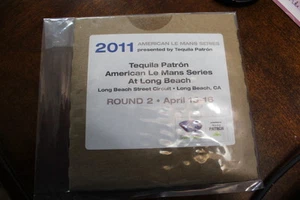 2011 AMERICAN LE MANS SERIES
presented by Tequila Patrón
Tequila Patrón
American Le Mans Series
At Long Beach
Long Beach Street Circuit • Long Beach, CA
ROUND 2 • April 15-16
PATRÓN